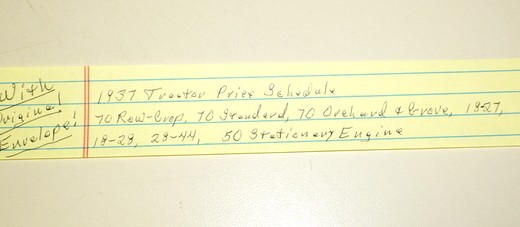 With
Original
Envelope!
1937 Tractor Price Schedule
70 Row-Crop, 70 Standard, 70 Orchard & Grove, 18-27,
18-28, 28-44, 50 Stationary Engine